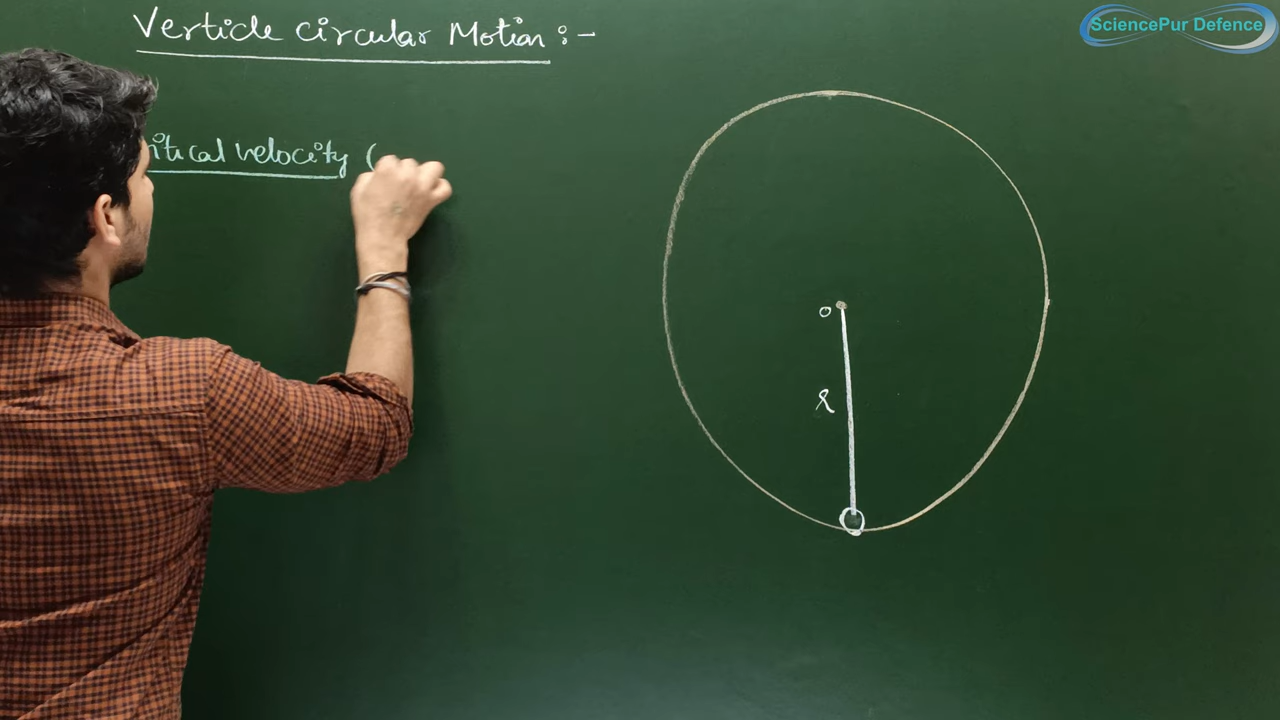 Verticle circular Motion :-
SciencePur Defence
itical velocity (
O
r